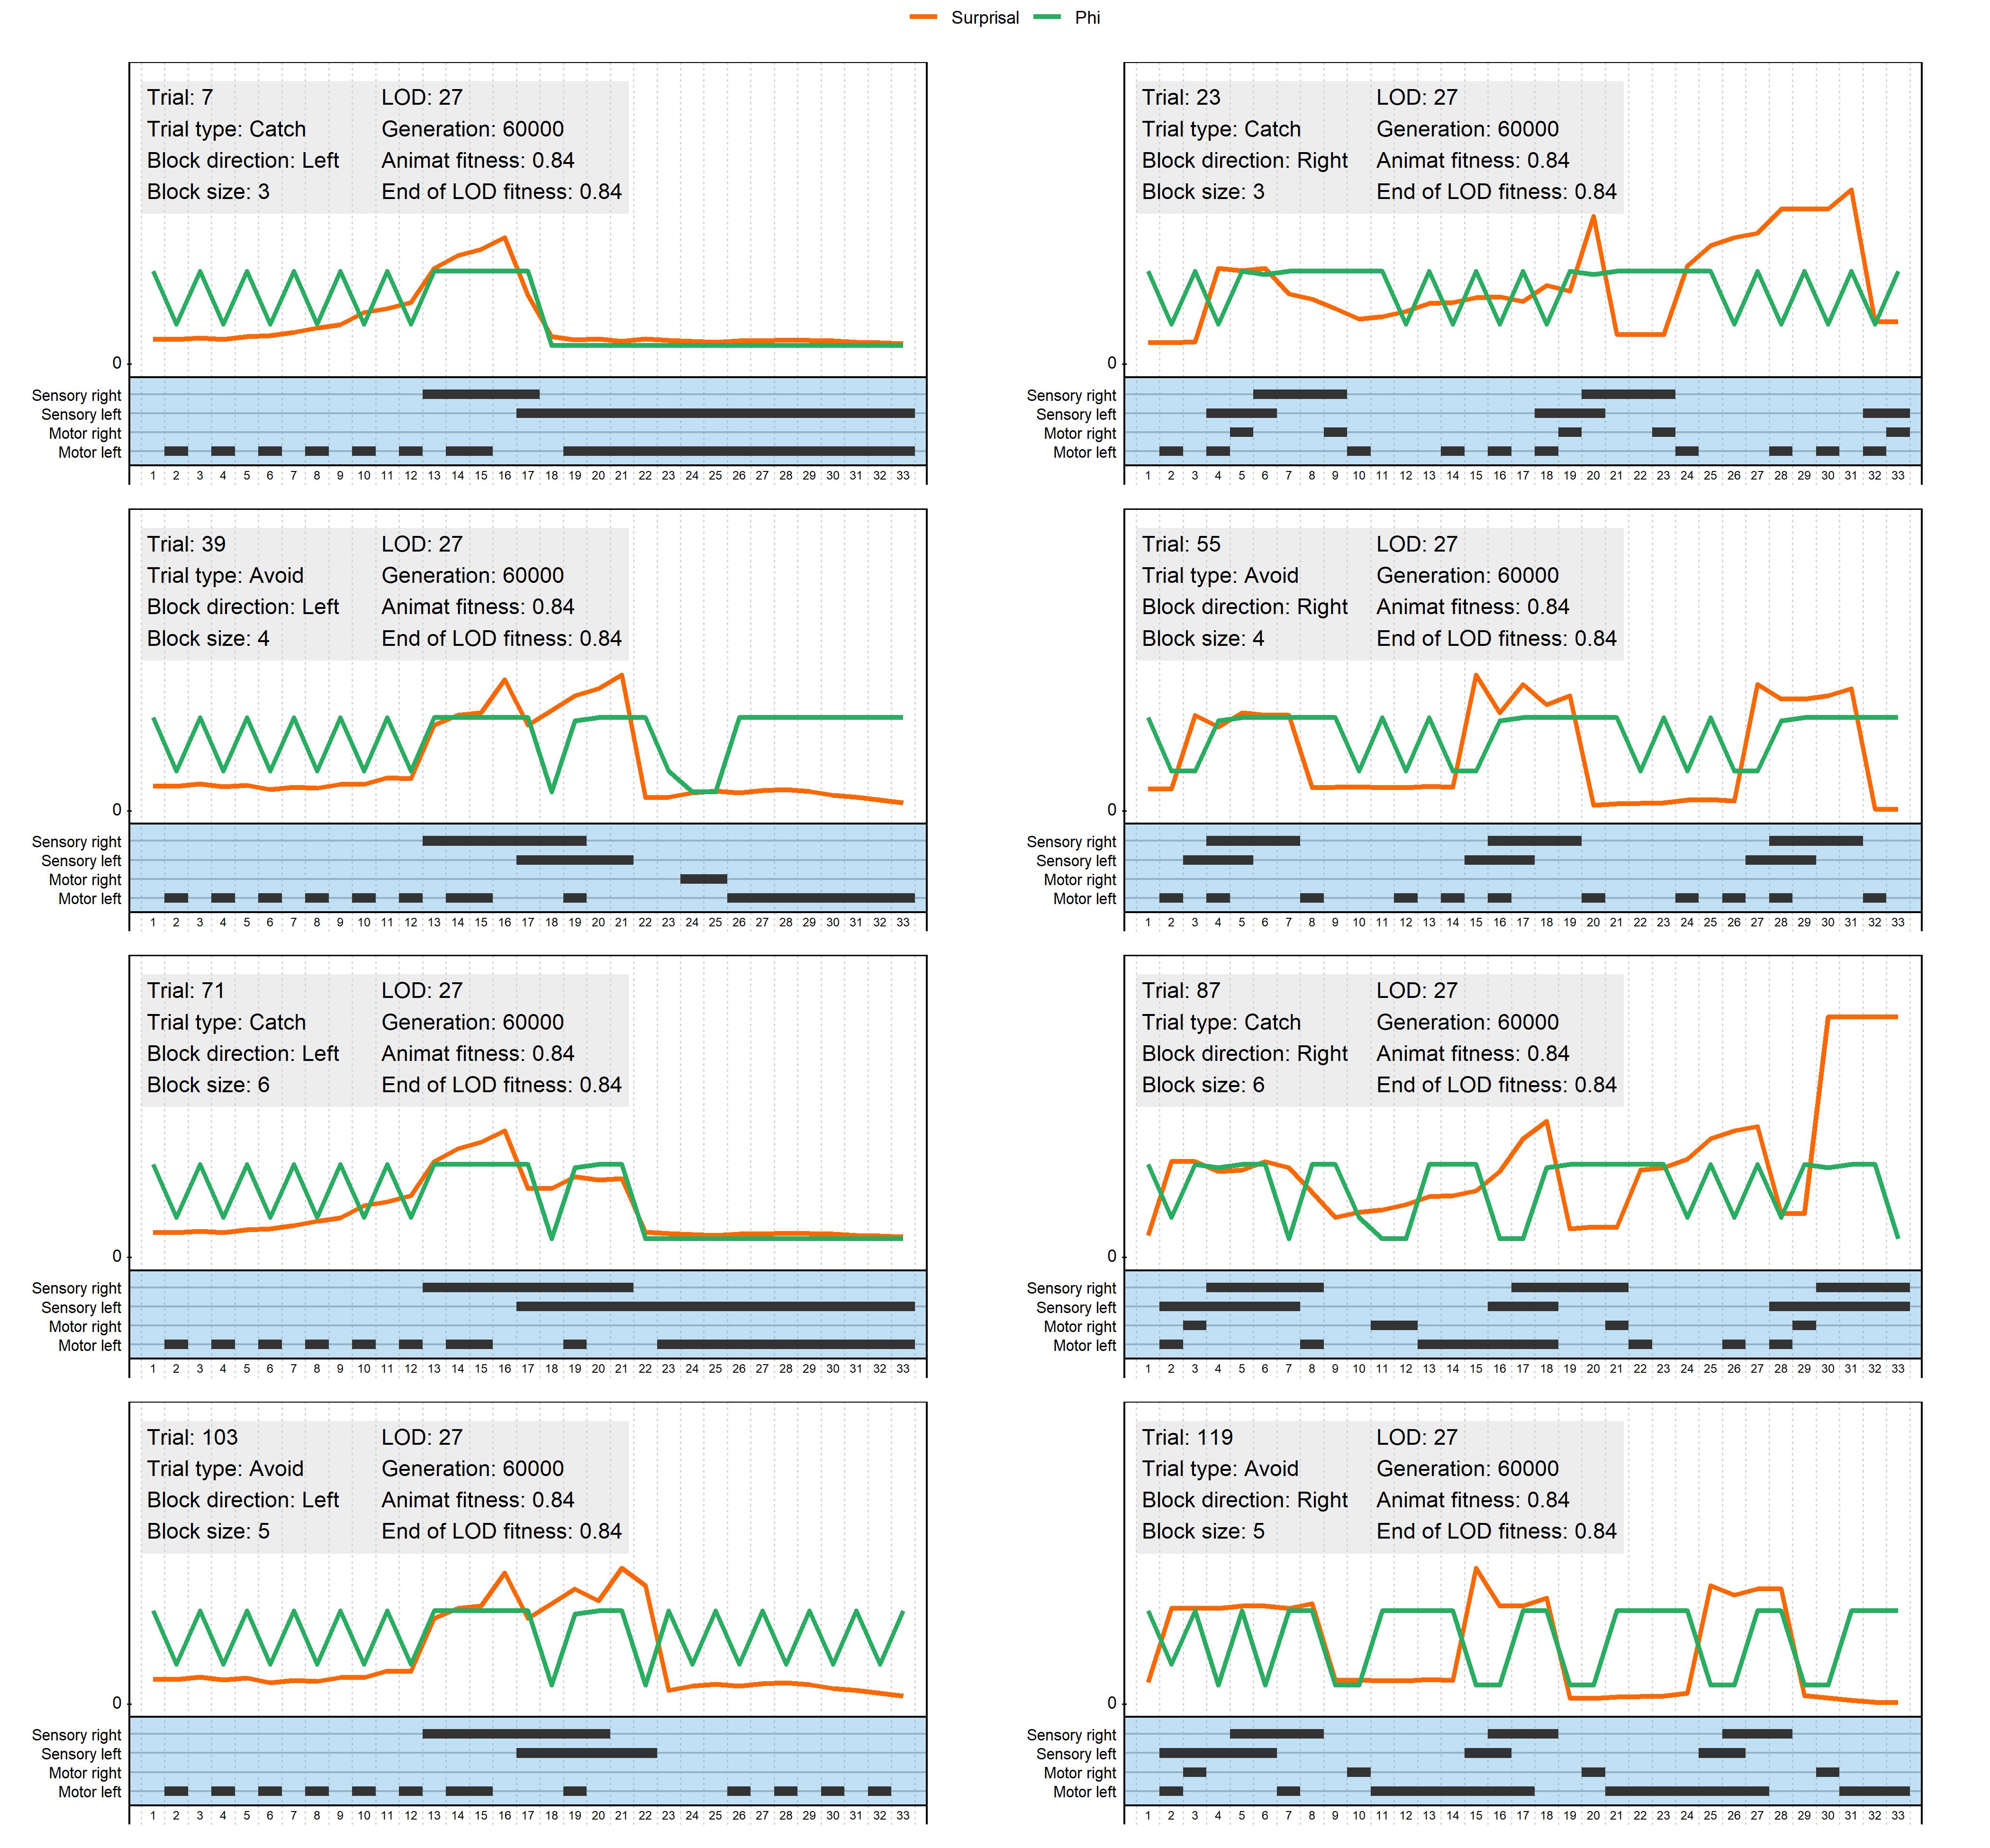 Surprisal Phi
Trial: 7 LOD: 27
Trial type: Catch Generation: 60000
Block direction: Left Animat fitness: 0.84
Block size: 3 End of LOD fitness: 0.84
0
Sensory right
Sensory left
Motor right
Motor left
1 2 3 4 5 6 7 8 9 10 11 12 13 14 15 16 17 18 19 20 21 22 23 24 25 26 27 28 29 30 31 32 33
Trial: 23 LOD: 27
Trial type: Catch Generation: 60000
Block direction: Right Animat fitness: 0.84
Block size: 3 End of LOD fitness: 0.84
0
Sensory right
Sensory left
Motor right
Motor left
1 2 3 4 5 6 7 8 9 10 11 12 13 14 15 16 17 18 19 20 21 22 23 24 25 26 27 28 29 30 31 32 33
Trial: 39 LOD: 27
Trial type: Avoid Generation: 60000
Block direction: Left Animat fitness: 0.84
Block size: 4 End of LOD fitness: 0.84
0
Sensory right
Sensory left
Motor right
Motor left
1 2 3 4 5 6 7 8 9 10 11 12 13 14 15 16 17 18 19 20 21 22 23 24 25 26 27 28 29 30 31 32 33
Trial: 55 LOD: 27
Trial type: Avoid Generation: 60000
Block direction: Right Animat fitness: 0.84
Block size: 4 End of LOD fitness: 0.84
0
Sensory right
Sensory left
Motor right
Motor left
1 2 3 4 5 6 7 8 9 10 11 12 13 14 15 16 17 18 19 20 21 22 23 24 25 26 27 28 29 30 31 32 33
Trial: 71 LOD: 27
Trial type: Catch Generation: 60000
Block direction: Left Animat fitness: 0.84
Block size: 6 End of LOD fitness: 0.84
0
Sensory right
Sensory left
Motor right
Motor left
1 2 3 4 5 6 7 8 9 10 11 12 13 14 15 16 17 18 19 20 21 22 23 24 25 26 27 28 29 30 31 32 33
Trial: 87 LOD: 27
Trial type: Catch Generation: 60000
Block direction: Right Animat fitness: 0.84
Block size: 6 End of LOD fitness: 0.84
0
Sensory right
Sensory left
Motor right
Motor left
1 2 3 4 5 6 7 8 9 10 11 12 13 14 15 16 17 18 19 20 21 22 23 24 25 26 27 28 29 30 31 32 33
Trial: 103 LOD: 27
Trial type: Avoid Generation: 60000
Block direction: Left Animat fitness: 0.84
Block size: 5 End of LOD fitness: 0.84
0
Sensory right
Sensory left
Motor right
Motor left
1 2 3 4 5 6 7 8 9 10 11 12 13 14 15 16 17 18 19 20 21 22 23 24 25 26 27 28 29 30 31 32 33
Trial: 119 LOD: 27
Trial type: Avoid Generation: 60000
Block direction: Right Animat fitness: 0.84
Block size: 5 End of LOD fitness: 0.84
0
Sensory right
Sensory left
Motor right
Motor left
1 2 3 4 5 6 7 8 9 10 11 12 13 14 15 16 17 18 19 20 21 22 23 24 25 26 27 28 29 30 31 32 33